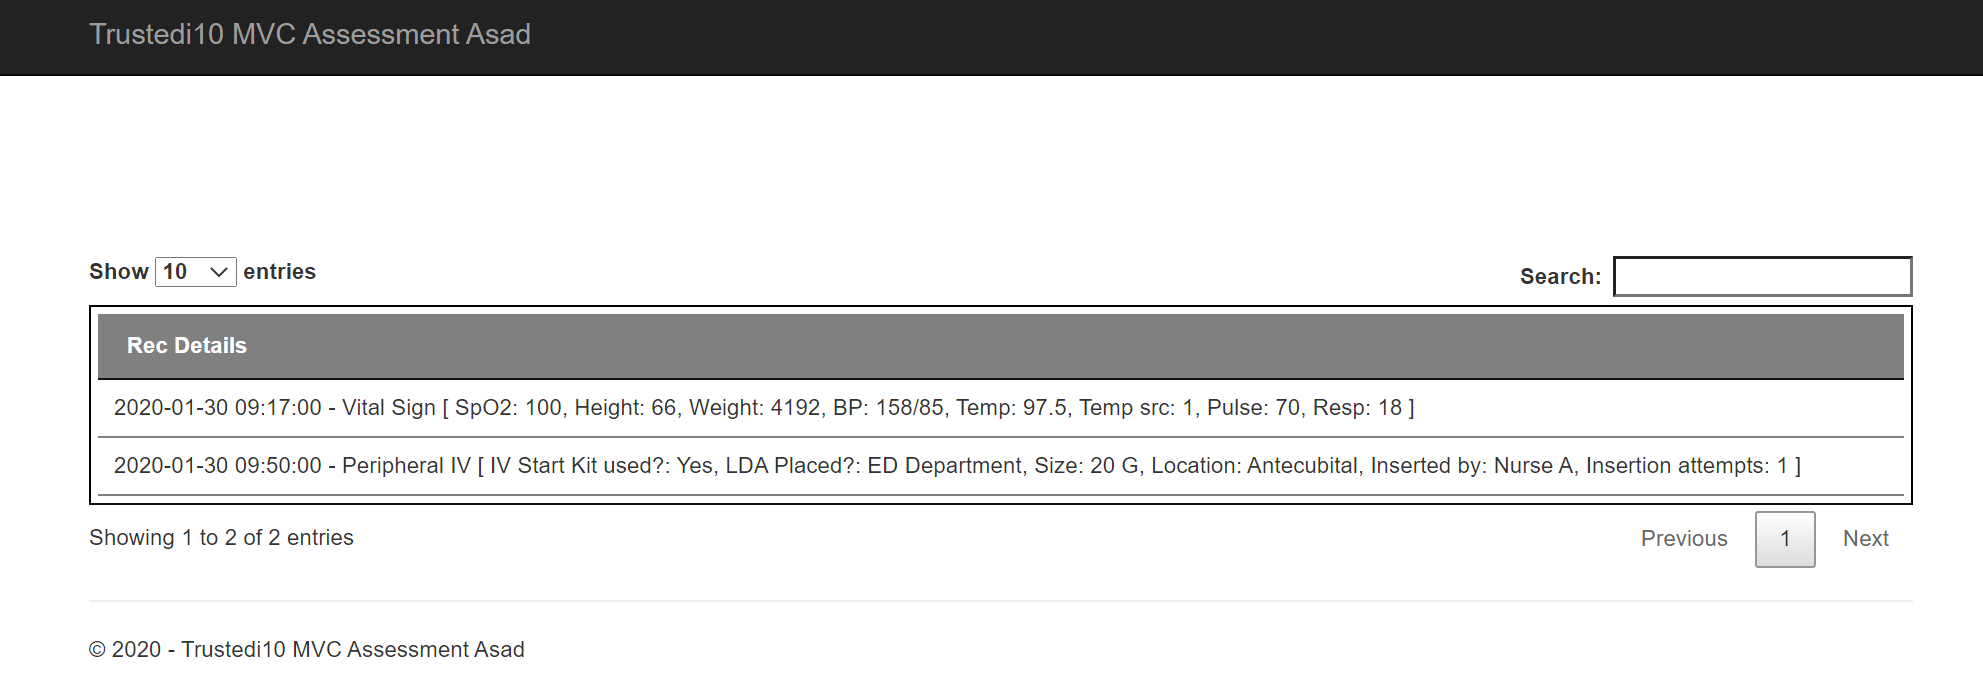 Trustedi10 MVC Assessment Asad
Show 10 entries
Search:
Rec Details
2020-01-30 09:17:00 - Vital Sign [ SpO2: 100, Height: 66, Weight: 4192, BP: 158/85, Temp: 97.5, Temp src: 1, Pulse: 70, Resp: 18 ]
2020-01-30 09:50:00 - Peripheral IV [ IV Start Kit used?: Yes, LDA Placed?: ED Department, Size: 20 G, Location: Antecubital, Inserted by: Nurse A, Insertion attempts: 1 ]
Showing 1 to 2 of 2 entries
Previous 1 Next
© 2020 - Trustedi10 MVC Assessment Asad